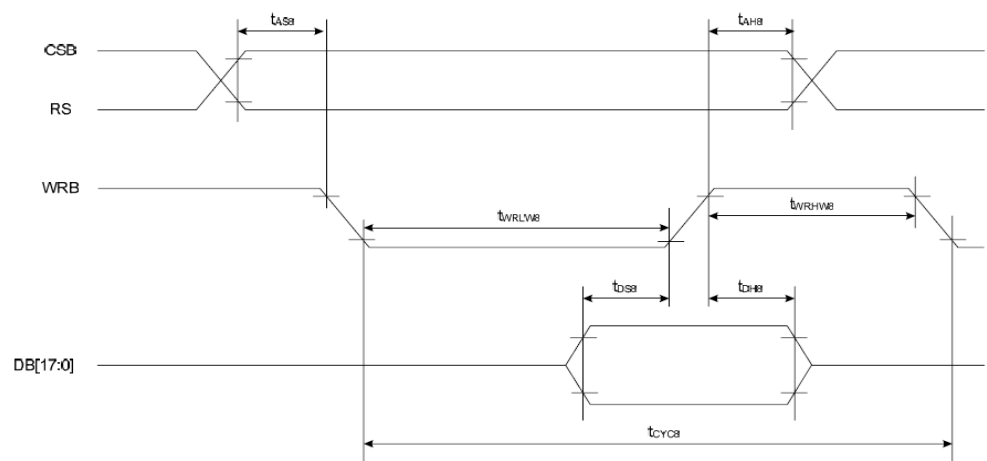 tAS8
tAH8
CSB
RS
WRB
tWRLW8
tWRHW8
tDS8
tDH8
DB[17:0]
tCYC8